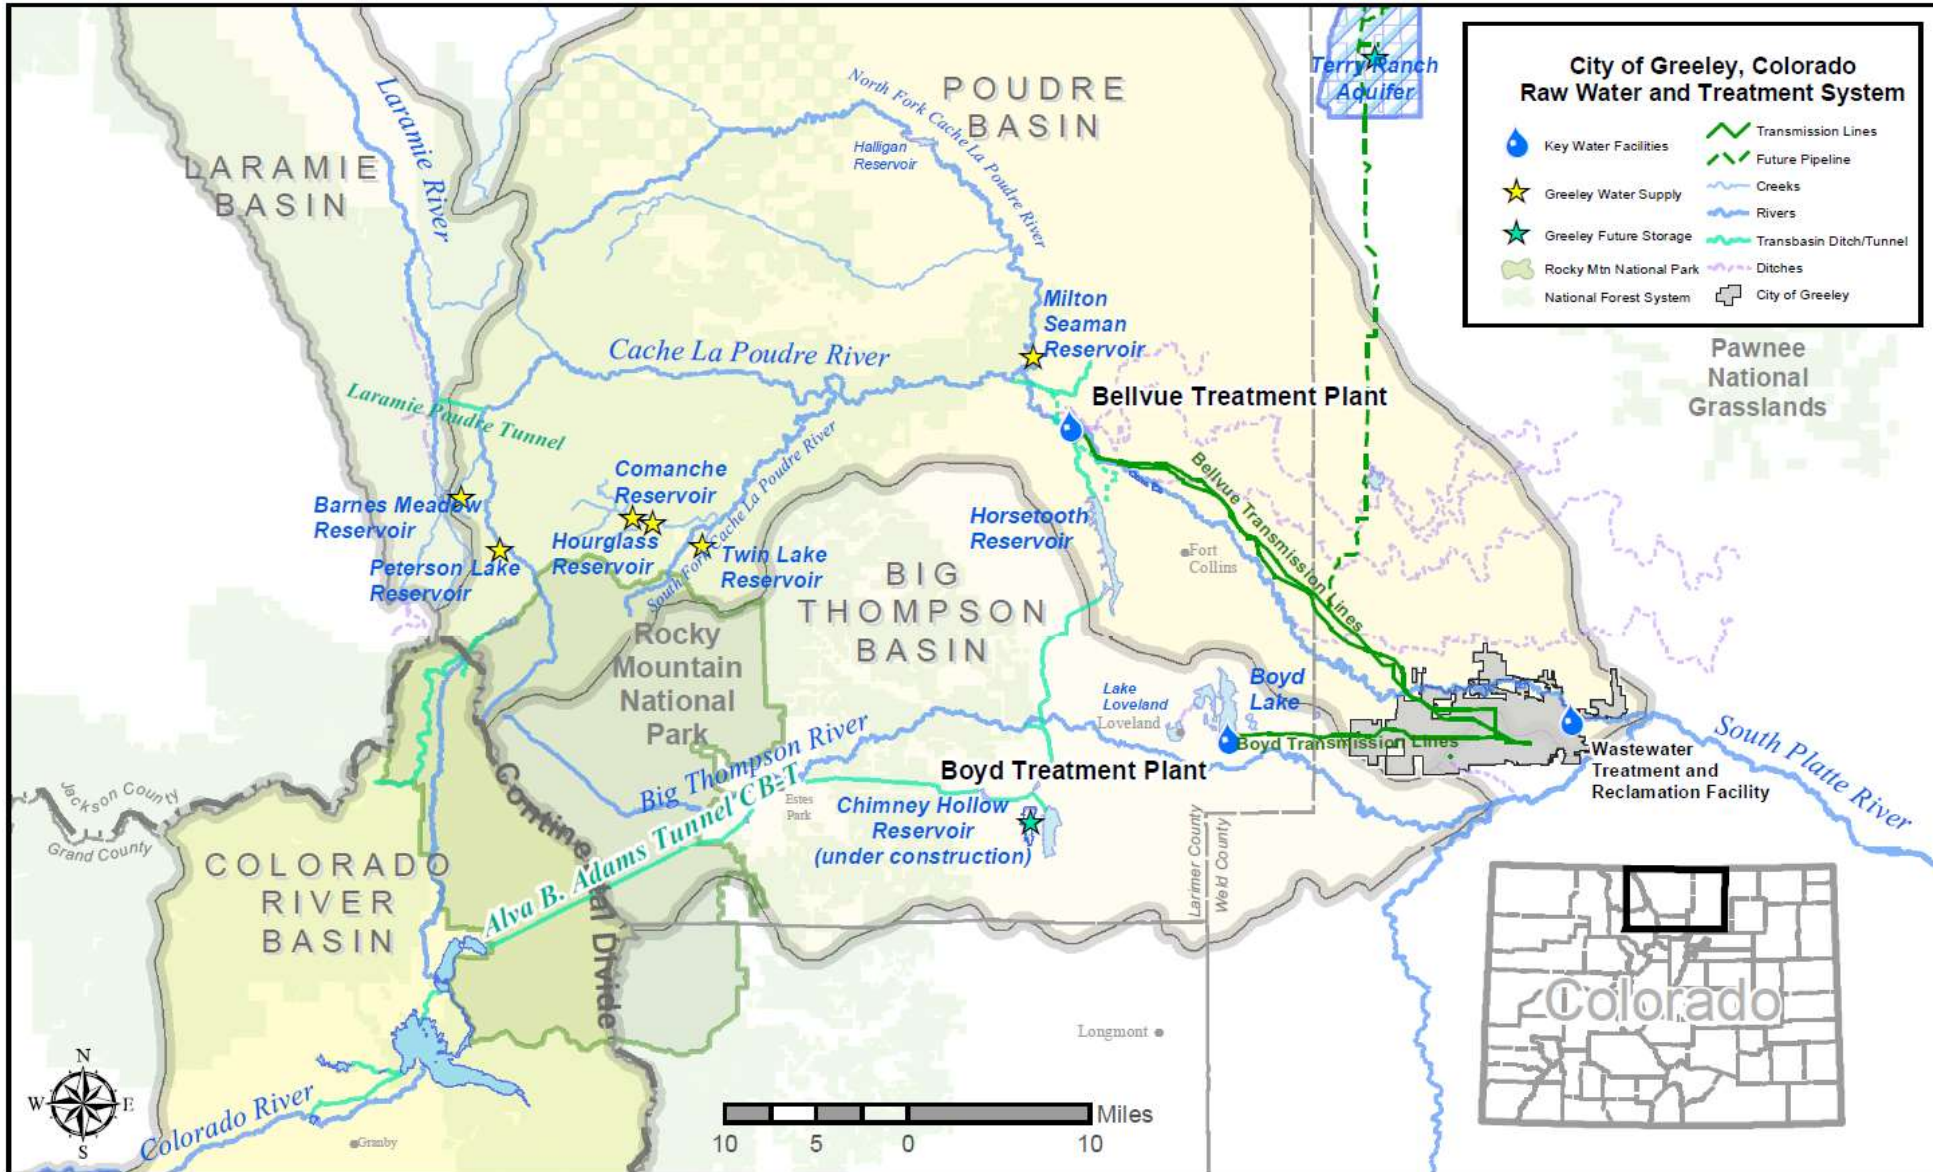 City of Greeley, Colorado
Raw Water and Treatment System
Key Water Facilities
Greeley Water Supply
Greeley Future Storage
Rocky Mtn National Park
National Forest System
Transmission Lines
Future Pipeline
Creeks
Rivers
Transbasin Ditch/Tunnel
Ditches
City of Greeley
Terry Ranch
Aquifer
POUDRE
BASIN
LARAMIE
BASIN
Laramie River
North Fork Cache La Poudre River
Halligan
Reservoir
Milton
Seaman
Reservoir
Cache La Poudre River
Pawnee
National
Grasslands
Bellvue Treatment Plant
Laramie Poudre Tunnel
Bellvue Transmission Lines
Comanche
Reservoir
South Fork Cache La Poudre River
Barnes Meadow
Reservoir
Hourglass
Reservoir
Peterson Lake
Reservoir
Twin Lake
Reservoir
Horsetooth
Reservoir
Fort
Collins
BIG
THOMPSON
BASIN
Rocky
Mountain
National
Park
Lake
Loveland
Loveland
Boyd
Lake
Big Thompson River
Boyd Transmission Lines
Boyd Treatment Plant
Wastewater
Treatment and
Reclamation Facility
South Platte River
Jackson County
Grand County
Continental Divide
Alva B. Adams Tunnel CB-T
Estes
Park
Chimney Hollow
Reservoir
(under construction)
Larimer County
Weld County
COLORADO
RIVER
BASIN
Colorado
Longmont
Colorado River
Granby
N
W
E
S
Miles
10 5 0 10